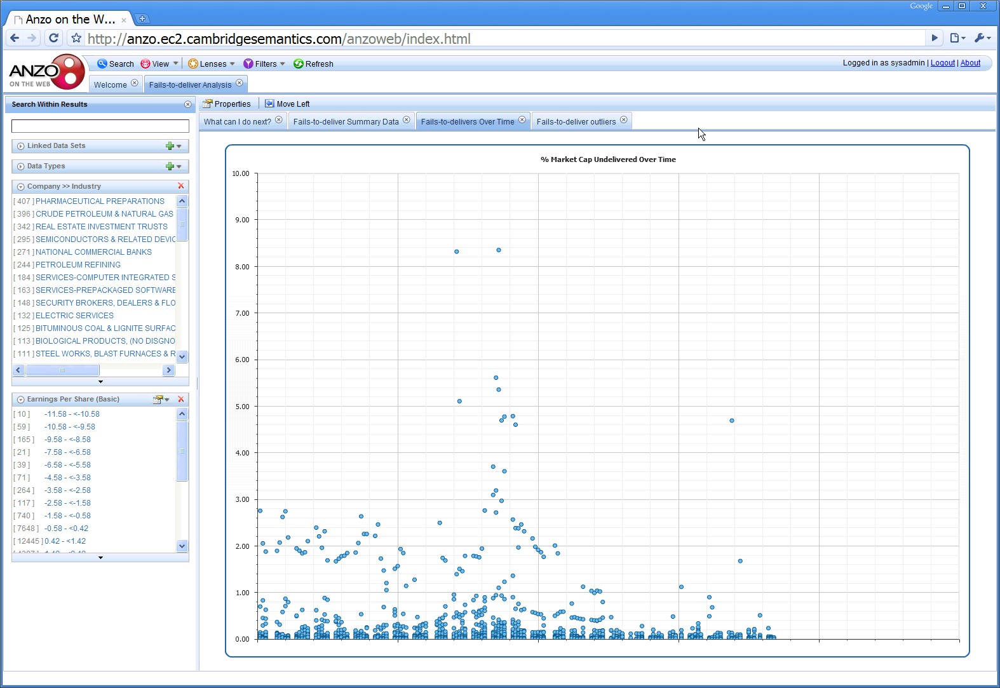 Google
Anzo on the W...
http://anzo.ec2.cambridgesemantics.com/anzoweb/index.html
ANZO
ON THE WEB
Search View Lenses Filters Refresh
Logged in as sysadmin | Logout | About
Welcome Fails-to-deliver Analysis
Search Within Results
Properties Move Left
What can I do next? Fails-to-deliver Summary Data Fails-to-delivers Over Time Fails-to-deliver outliers
Linked Data Sets
Data Types
Company >> Industry
[ 407 ] PHARMACEUTICAL PREPARATIONS
[ 396 ] CRUDE PETROLEUM & NATURAL GAS
[ 342 ] REAL ESTATE INVESTMENT TRUSTS
[ 295 ] SEMICONDUCTORS & RELATED DEVIC
[ 271 ] NATIONAL COMMERCIAL BANKS
[ 244 ] PETROLEUM REFINING
[ 184 ] SERVICES-COMPUTER INTEGRATED S
[ 163 ] SERVICES-PREPACKAGED SOFTWARE
[ 148 ] SECURITY BROKERS, DEALERS & FLO
[ 132 ] ELECTRIC SERVICES
[ 125 ] BITUMINOUS COAL & LIGNITE SURFAC
[ 113 ] BIOLOGICAL PRODUCTS, (NO DISGNO
[ 111 ] STEEL WORKS, BLAST FURNACES & R
Earnings Per Share (Basic)
[ 10 ] -11.58 - <-10.58
[ 59 ] -10.58 - <-9.58
[ 165 ] -9.58 - <-8.58
[ 21 ] -7.58 - <-6.58
[ 39 ] -6.58 - <-5.58
[ 71 ] -4.58 - <-3.58
[ 264 ] -3.58 - <-2.58
[ 117 ] -2.58 - <-1.58
[ 740 ] -1.58 - <-0.58
[ 7648 ] -0.58 - <0.42
[ 12445 ] 0.42 - <1.42
% Market Cap Undelivered Over Time
10.00
9.00
8.00
7.00
6.00
5.00
4.00
3.00
2.00
1.00
0.00